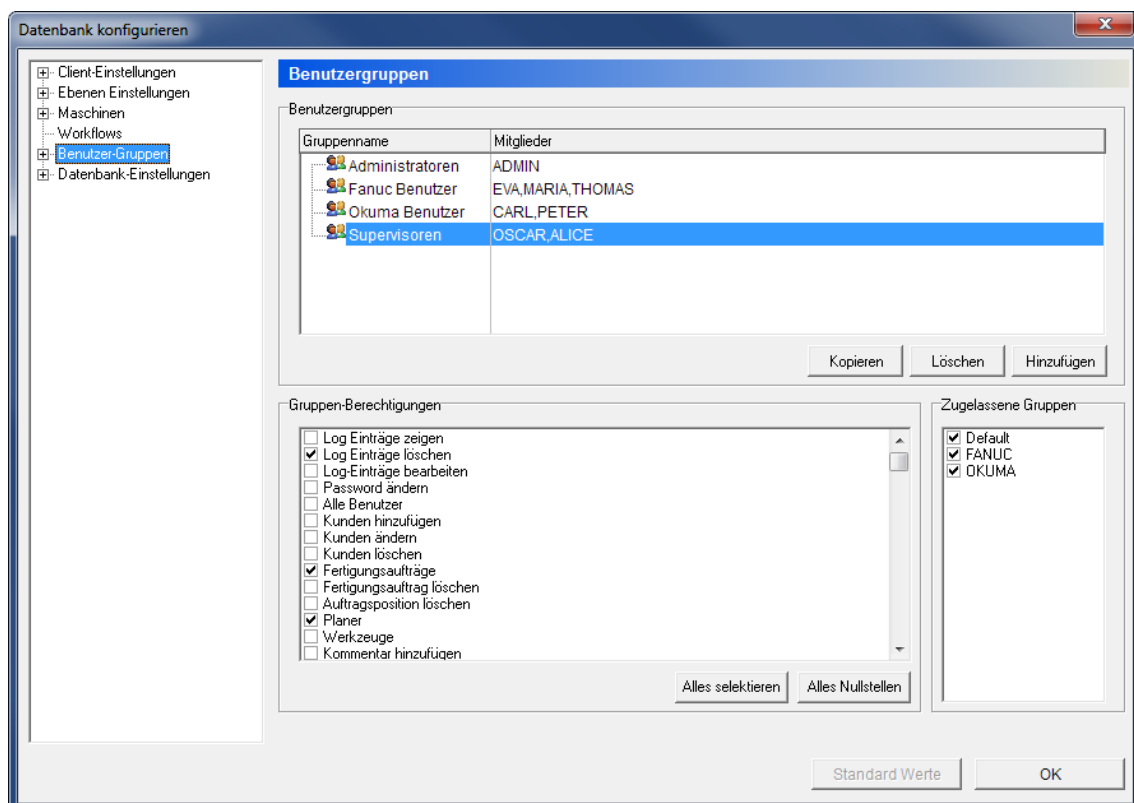 Datenbank konfigurieren
Client-Einstellungen
Ebenen Einstellungen
Maschinen
Workflows
Benutzer-Gruppen
Datenbank-Einstellungen
Benutzergruppen
Benutzergruppen
Gruppenname Mitglieder
Administratoren ADMIN
Fanuc Benutzer EVA,MARIA,THOMAS
Okuma Benutzer CARL,PETER
Supervisoren OSCAR,ALICE
Kopieren Löschen Hinzufügen
Gruppen-Berechtigungen
Log Einträge zeigen
Log Einträge löschen
Log-Einträge bearbeiten
Password ändern
Alle Benutzer
Kunden hinzufügen
Kunden ändern
Kunden löschen
Fertigungsaufträge
Fertigungsauftrag löschen
Auftragsposition löschen
Planer
Werkzeuge
Kommentar hinzufügen
Alles selektieren Alles Nullstellen
Zugelassene Gruppen
Default
FANUC
OKUMA
Standard Werte OK